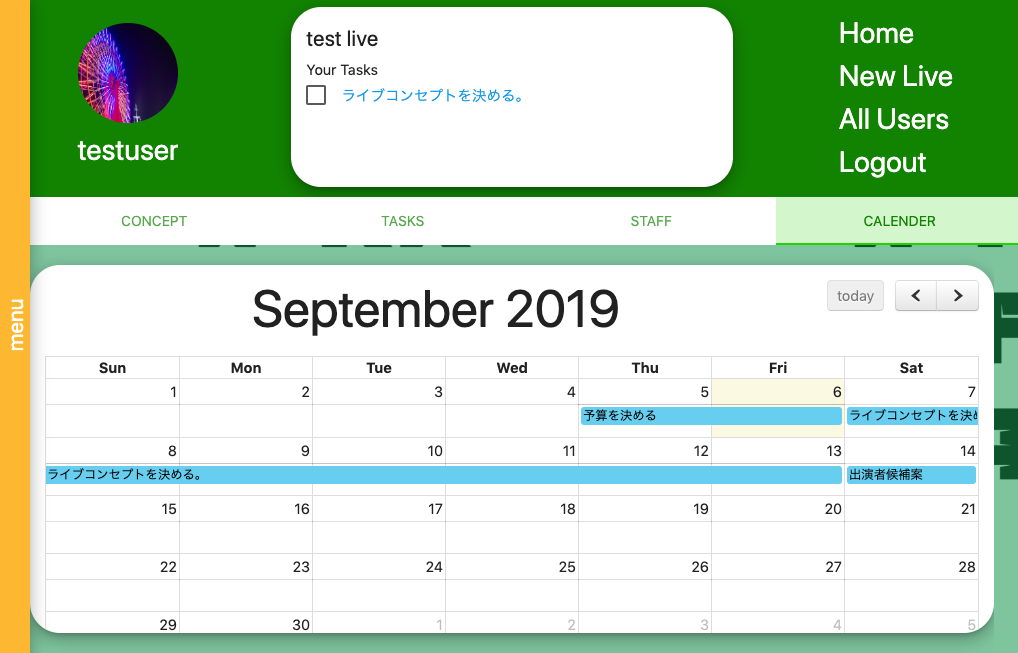 menu
testuser
test live
Your Tasks
ライブコンセプトを決める。
Home
New Live
All Users
Logout
CONCEPT TASKS STAFF CALENDER
September 2019
today
Sun Mon Tue Wed Thu Fri Sat
1 2 3 4 5 6 7
予算を決める ライブコンセプトを決め
8 9 10 11 12 13 14
ライブコンセプトを決める。 出演者候補案
15 16 17 18 19 20 21
22 23 24 25 26 27 28
29 30 1 2 3 4 5